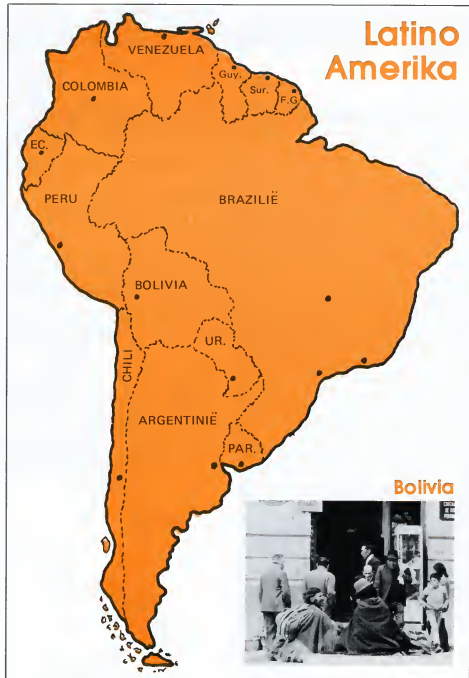 Latino
Amerika
VENEZUELA
Guy.
Sur.
F.G
COLOMBIA
EC.
PERU
BRAZILIË
BOLIVIA
UR.
CHILI
ARGENTINIË
PAR.
Bolivia